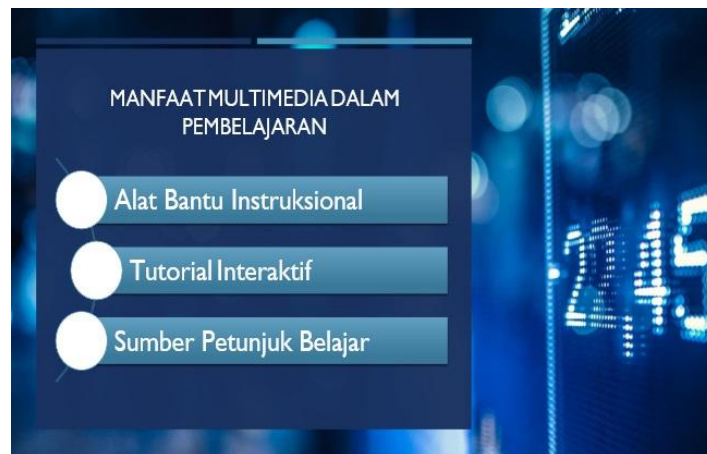 MANFAAT MULTIMEDIA DALAM
PEMBELAJARAN
Alat Bantu Instruksional
Tutorial Interaktif
Sumber Petunjuk Belajar